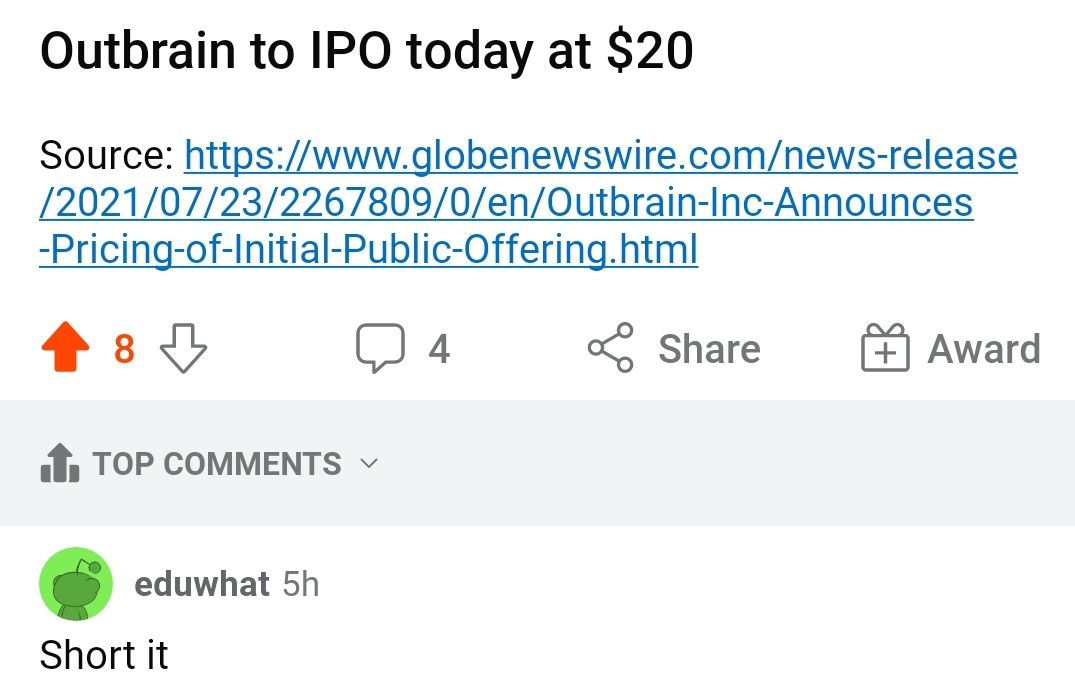 Outbrain to IPO today at $20
Source: https://www.globenewswire.com/news-release
/2021/07/23/2267809/0/en/Outbrain-Inc-Announces
-Pricing-of-Initial-Public-Offering.html
8 4 Share Award
TOP COMMENTS
eduwhat 5h
Short it